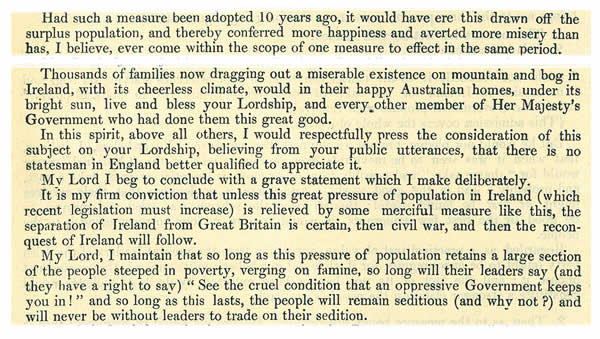 Had such a measure been adopted 10 years ago, it would have ere this drawn off the
surplus population, and thereby conferred more happiness and averted more misery than
has, I believe, ever come within the scope of one measure to effect in the same period.
Thousands of families now dragging out a miserable existence on mountain and bog in
Ireland, with its cheerless climate, would in their happy Australian homes, under its
bright sun, live and bless your Lordship, and every other member of Her Majesty's
Government who had done them this great good.
In this spirit, above all others, I would respectfully press the consideration of this
subject on your Lordship, believing from your public utterances, that there is no
statesman in England better qualified to appreciate it.
My Lord I beg to conclude with a grave statement which I make deliberately.
It is my firm conviction that unless this great pressure of population in Ireland (which
recent legislation must increase) is relieved by some merciful measure like this, the
separation of Ireland from Great Britain is certain, then civil war, and then the recon-
quest of Ireland will follow.
My Lord, I maintain that so long as this pressure of population retains a large section
of the people steeped in poverty, verging on famine, so long will their leaders say (and
they have a right to say) "See the cruel condition that an oppressive Government keeps
you in!" and so long as this lasts, the people will remain seditious (and why not?) and
will never be without leaders to trade on their sedition.